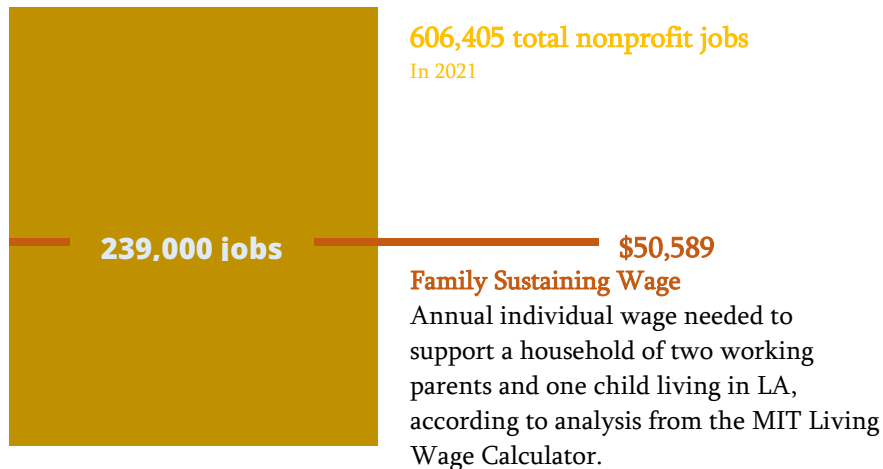 606,405 total nonprofit jobs
In 2021
239,000 jobs
$50,589
Family Sustaining Wage
Annual individual wage needed to
support a household of two working
parents and one child living in LA,
according to analysis from the MIT Living
Wage Calculator.